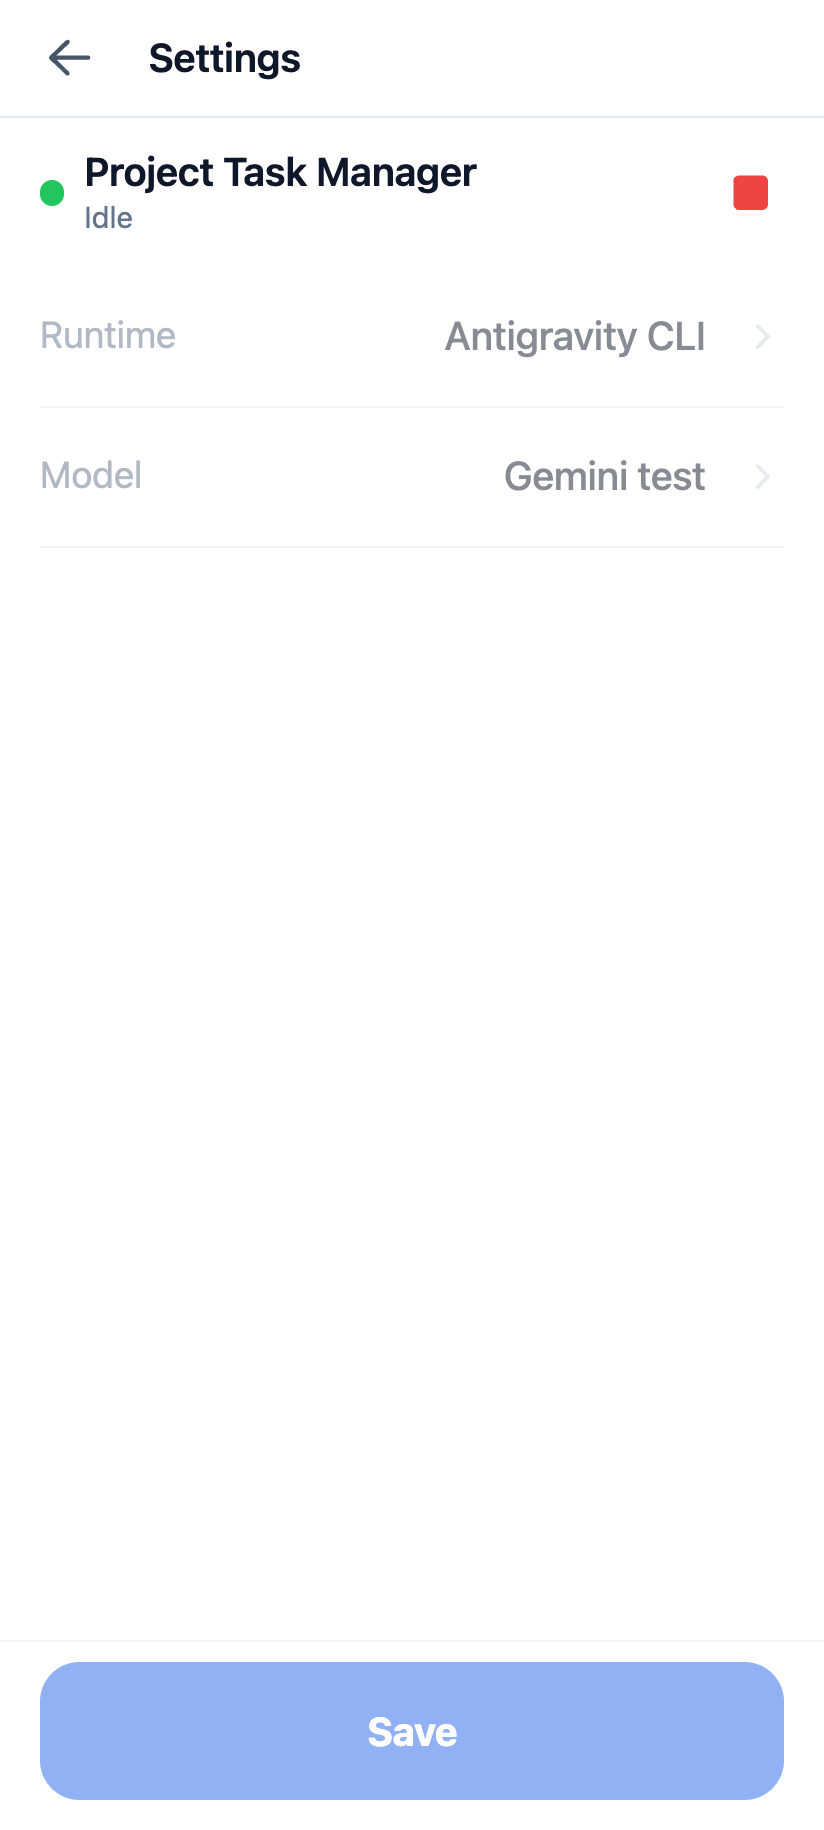 Settings
Project Task Manager
Idle
Runtime Antigravity CLI
Model Gemini test
Save